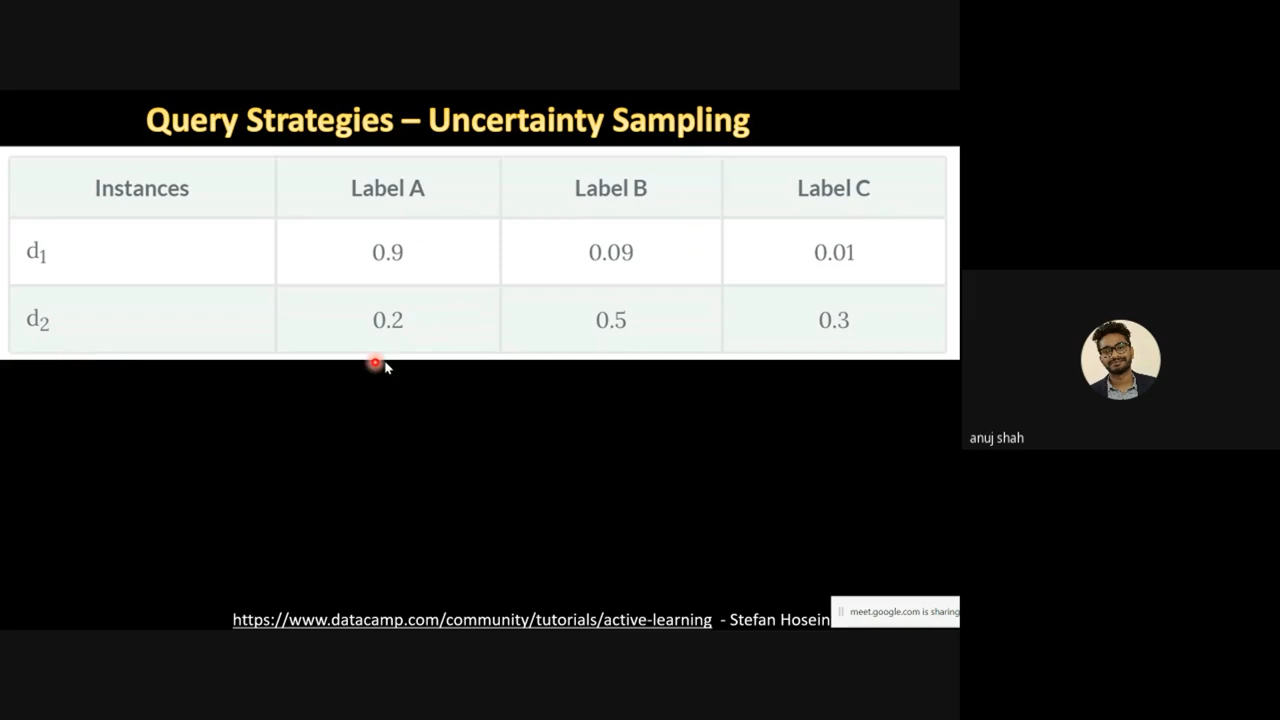 Query Strategies – Uncertainty Sampling
Instances Label A Label B Label C
d1 0.9 0.09 0.01
d2 0.2 0.5 0.3
anuj shah
https://www.datacamp.com/community/tutorials/active-learning - Stefan Hosein
meet.google.com is sharing